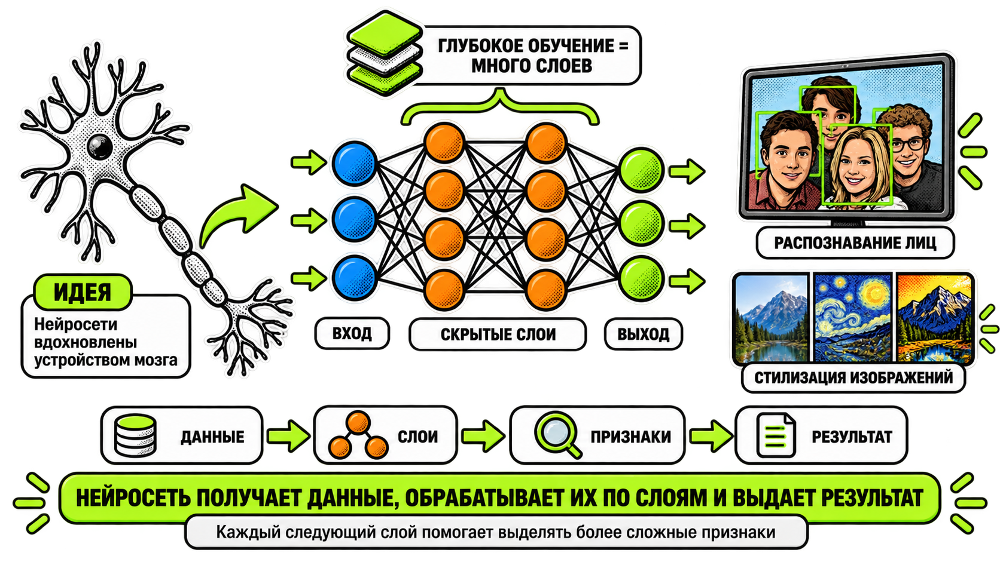 ГЛУБОКОЕ ОБУЧЕНИЕ =
МНОГО СЛОЕВ
ИДЕЯ
Нейросети
вдохновлены
устройством мозга
ВХОД
СКРЫТЫЕ СЛОИ
ВЫХОД
РАСПОЗНАВАНИЕ ЛИЦ
СТИЛИЗАЦИЯ ИЗОБРАЖЕНИЙ
ДАННЫЕ
СЛОИ
ПРИЗНАКИ
РЕЗУЛЬТАТ
НЕЙРОСЕТЬ ПОЛУЧАЕТ ДАННЫЕ, ОБРАБАТЫВАЕТ ИХ ПО СЛОЯМ И ВЫДАЕТ РЕЗУЛЬТАТ
Каждый следующий слой помогает выделять более сложные признаки